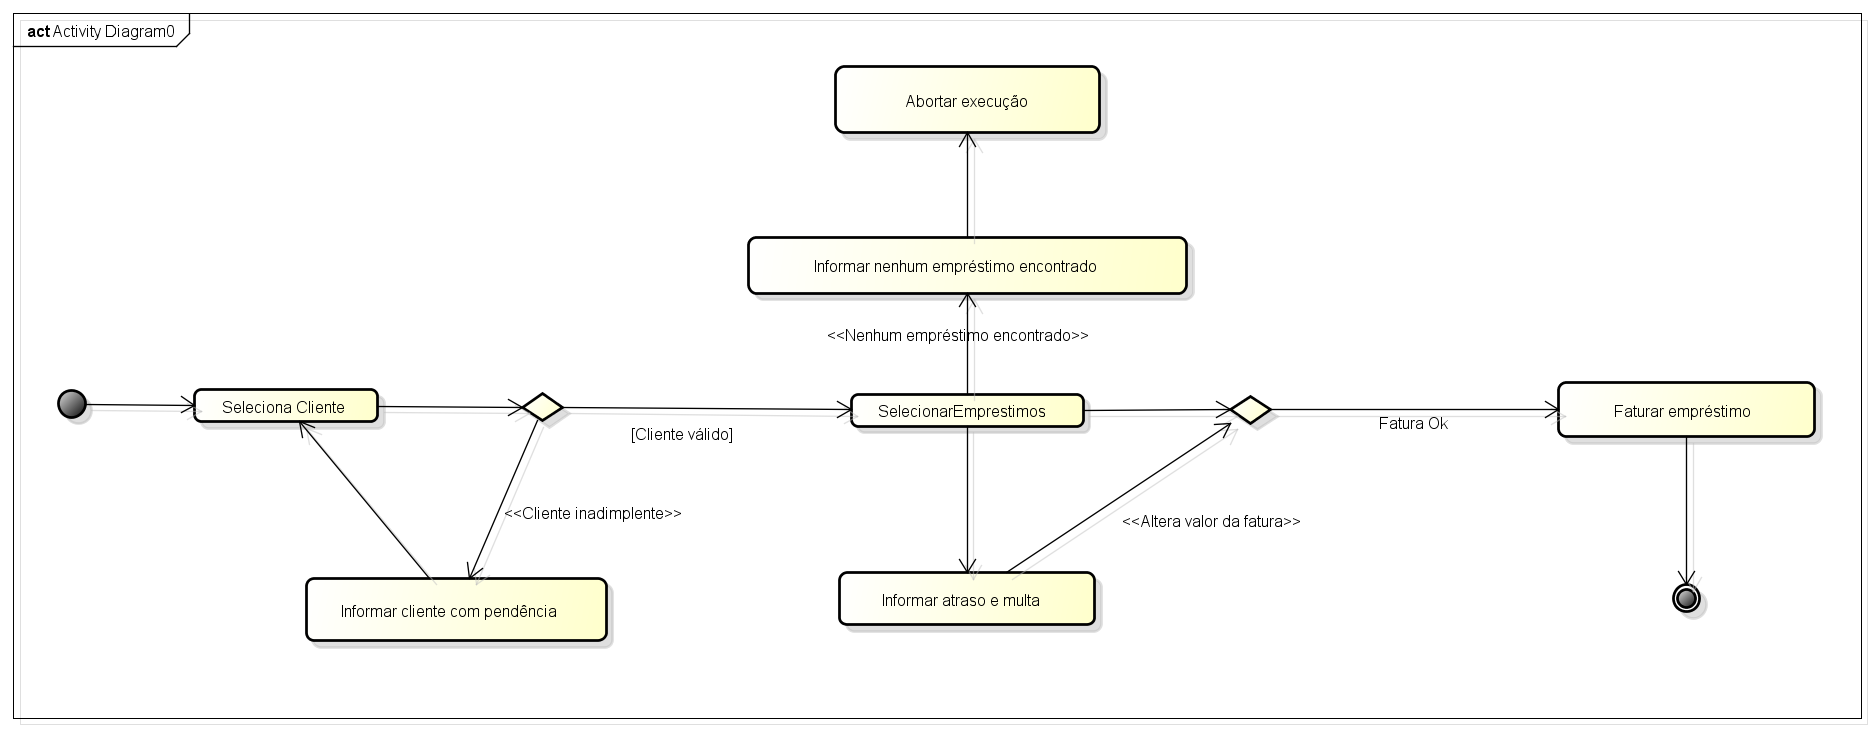 act Activity Diagram0
Abortar execução
Informar nenhum empréstimo encontrado
<<Nenhum empréstimo encontrado>>
Seleciona Cliente
[Cliente válido]
SelecionarEmprestimos
Fatura Ok
Faturar empréstimo
<<Cliente inadimplente>>
<<Altera valor da fatura>>
Informar cliente com pendência
Informar atraso e multa